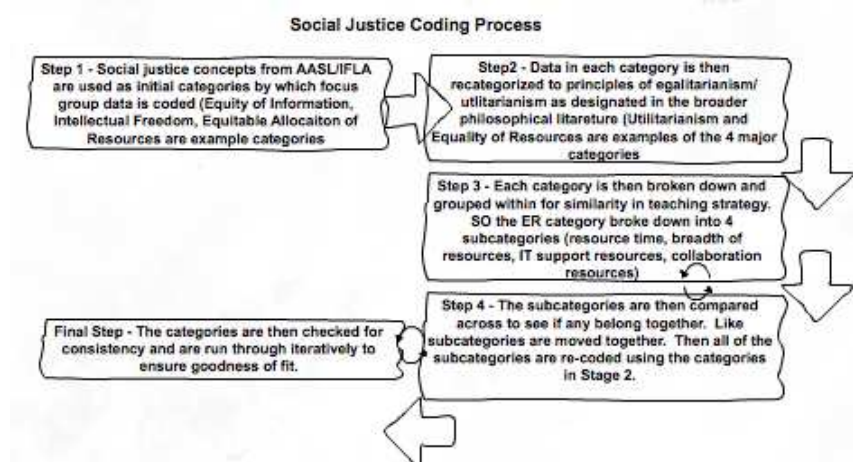 Social Justice Coding Process
Step 1 - Social justice concepts from AASL/IFLA
are used as initial categories by which focus
group data is coded (Equity of Information,
Intellectual Freedom, Equitable Allocaiton of
Resources are example categories
Step2 - Data in each category is then
recategorized to principles of egalitarianism/
utlitarianism as designated in the broader
philosophical litareture (Utilitarianism and
Equality of Resources are examples of the 4 major
categories
Step 3 - Each category is then broken down and
grouped within for similarity in teaching strategy.
SO the ER category broke down into 4
subcategories (resource time, breadth of
resources, IT support resources, collaboration
resources)
Step 4 - The subcategories are then compared
across to see if any belong together. Like
subcategories are moved together. Then all of the
subcategories are re-coded using the categories
in Stage 2.
Final Step - The categories are then checked for
consistency and are run through iteratively to
ensure goodness of fit.